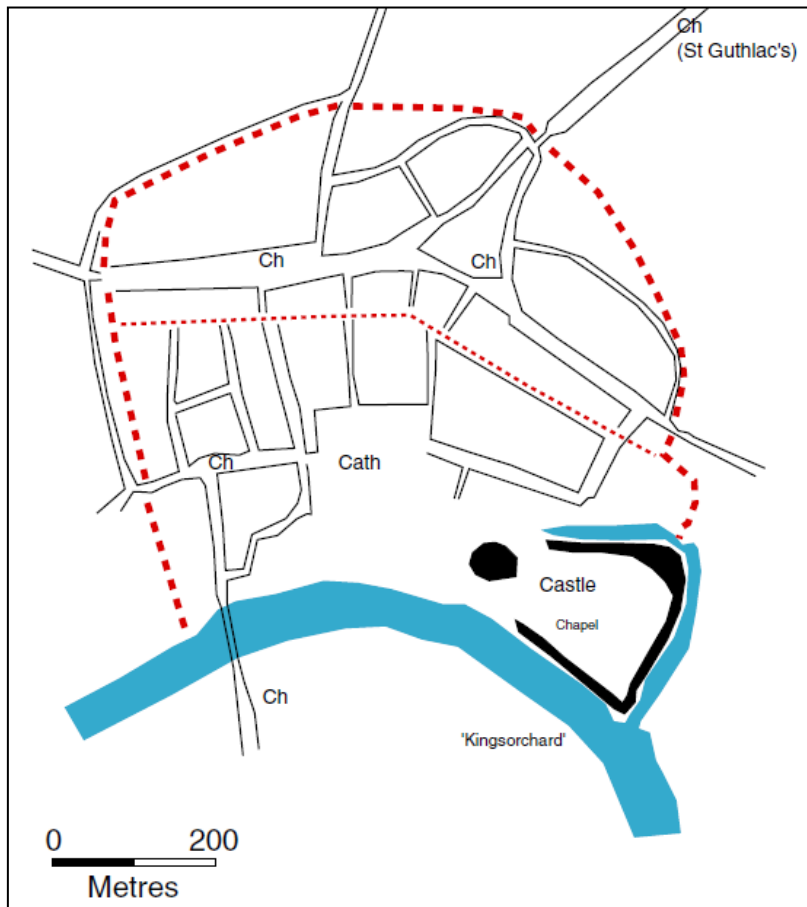 Ch
(St Guthlac's)
Ch
Ch
Ch
Cath
Castle
Chapel
Ch
'Kingsorchard'
0 200
Metres